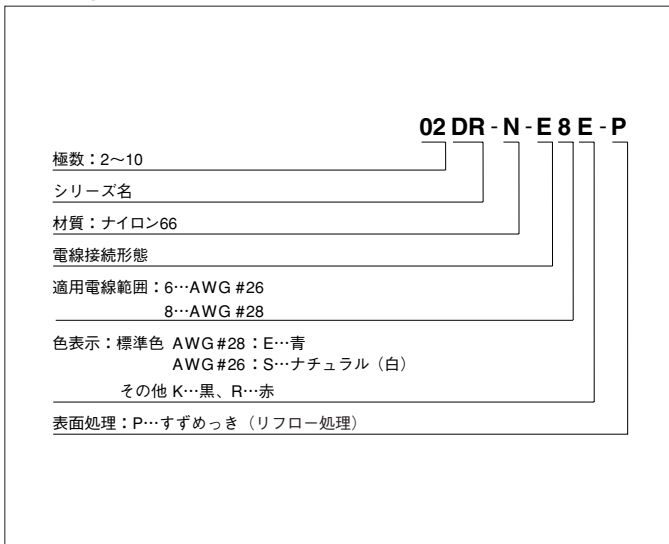 02 DR - N - E 8 E - P
極数：2～10
シリーズ名
材質：ナイロン66
電線接続形態
適用電線範囲：6…AWG #26
8…AWG #28
色表示：標準色 AWG#28：E…青
AWG#26：S…ナチュラル（白）
その他 K…黒、R…赤
表面処理：P…すずめっき（リフロー処理）